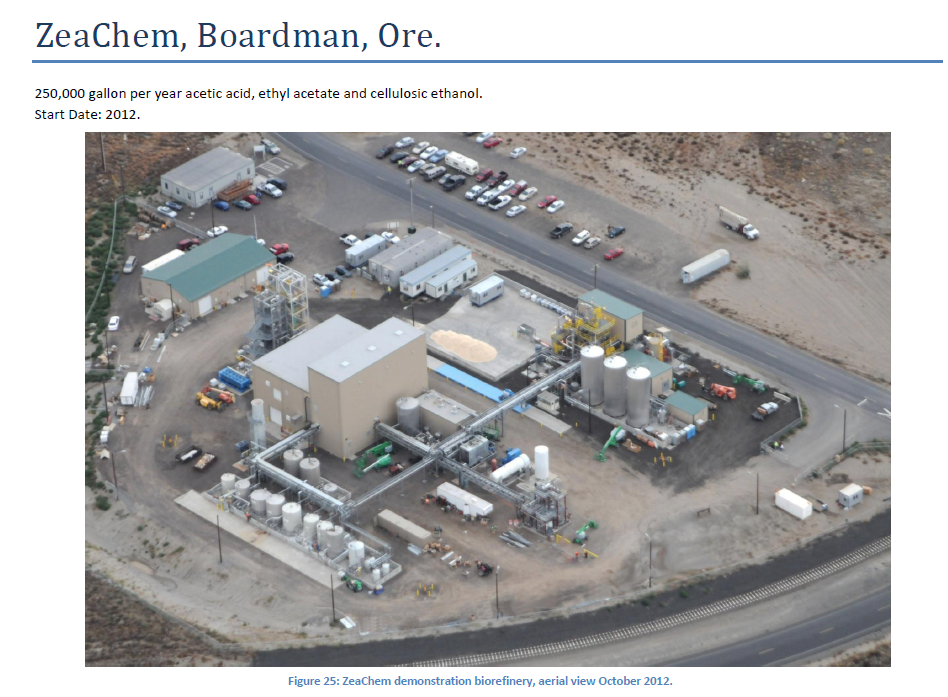 ZeaChem, Boardman, Ore.
250,000 gallon per year acetic acid, ethyl acetate and cellulosic ethanol.
Start Date: 2012.
Figure 25: ZeaChem demonstration biorefinery, aerial view October 2012.